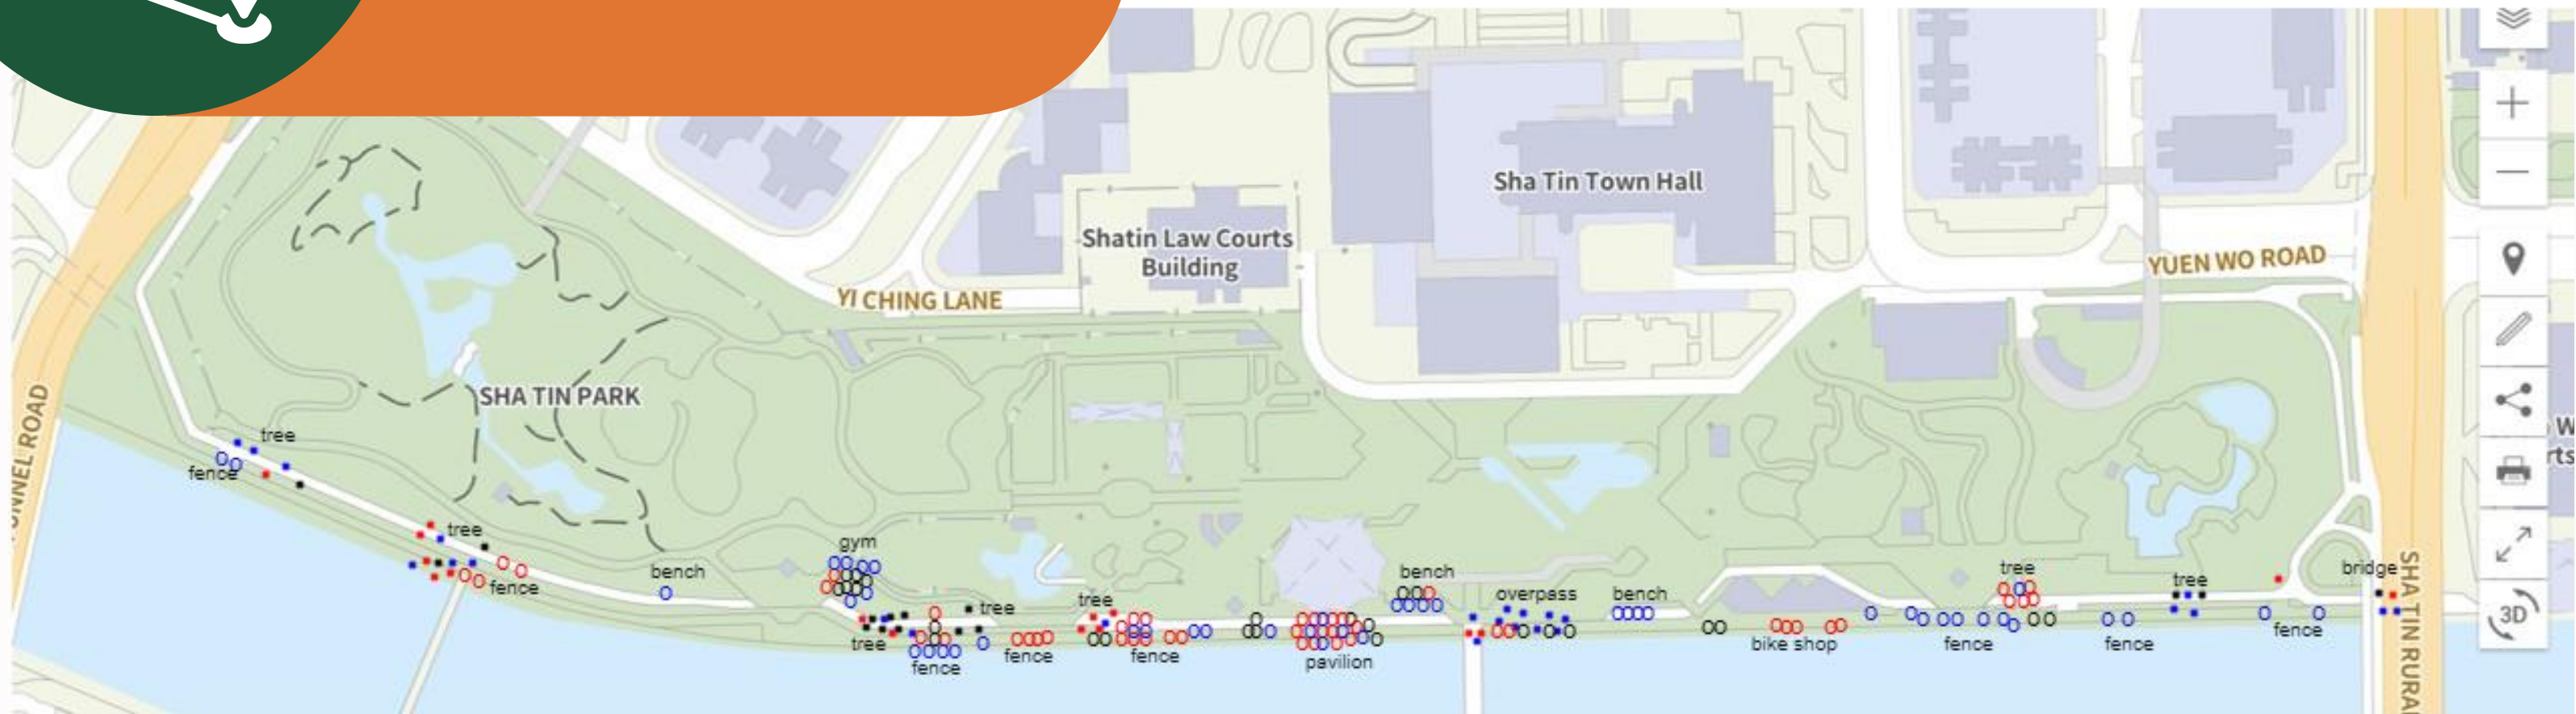 Sha Tin Town Hall
Shatin Law Courts
Building
YUEN WO ROAD
YI CHING LANE
SHA TIN PARK
NNEL ROAD
W
rts
tree
fence
tree
fence
bench
gym
tree
tree
fence
fence
tree
fence
pavilion
bench
overpass
bench
bike shop
tree
fence
tree
fence
bridge
fence
SHA TIN RURA
3D